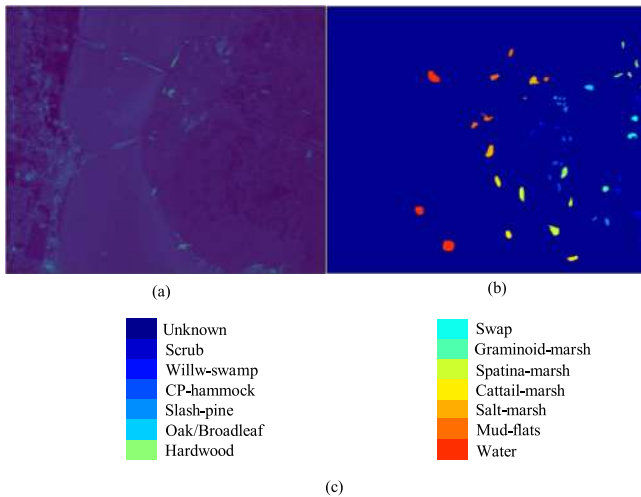 (a)
(b)
Unknown
Scrub
Willw-swamp
CP-hammock
Slash-pine
Oak/Broadleaf
Hardwood
Swap
Graminoid-marsh
Spatina-marsh
Cattail-marsh
Salt-marsh
Mud-flats
Water
(c)